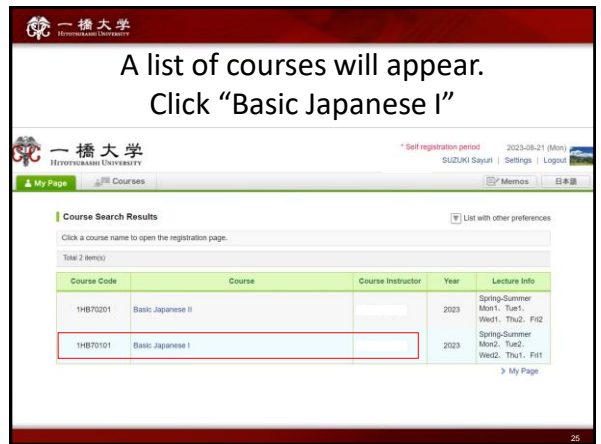 一橋大学
HITOTSUBASHI UNIVERSITY
A list of courses will appear.
Click “Basic Japanese I”
一橋大学
HITOTSUBASHI UNIVERSITY
* Self registration period 2023-08-21 (Mon)
SUZUKI Sayuri | Settings | Logout
My Page Courses Memos 日本語
Course Search Results List with other preferences
Click a course name to open the registration page.
Total 2 item(s)
Course Code Course Course Instructor Year Lecture Info
1HB70201 Basic Japanese II 2023 Spring-Summer
Mon1、Tue1、
Wed1、Thu2、Fri2
1HB70101 Basic Japanese I 2023 Spring-Summer
Mon2、Tue2、
Wed2、Thu1、Fri1
My Page
25